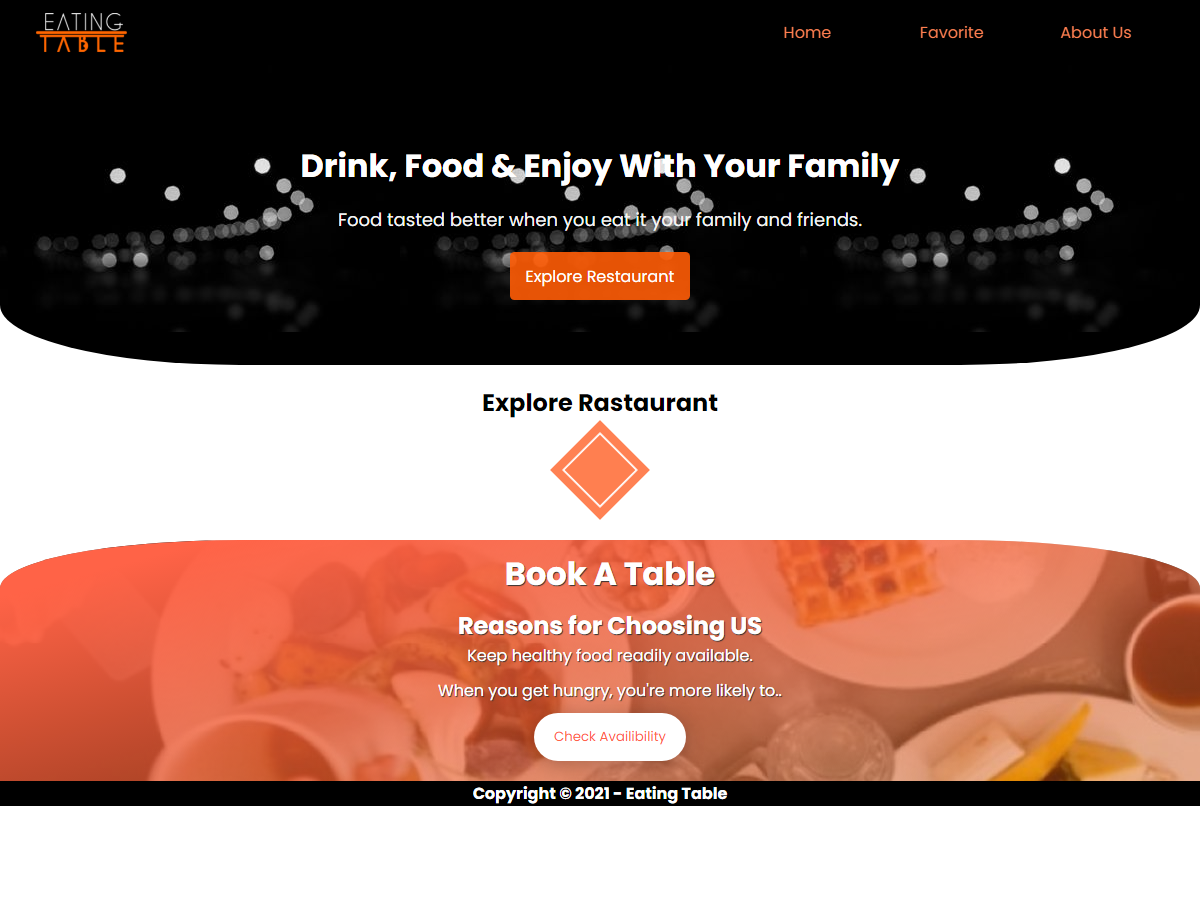 EATING
TABLE
Home
Favorite
About Us
Drink, Food & Enjoy With Your Family
Food tasted better when you eat it your family and friends.
Explore Restaurant
Explore Rastaurant
Book A Table
Reasons for Choosing US
Keep healthy food readily available.
When you get hungry, you're more likely to..
Check Availibility
Copyright © 2021 - Eating Table